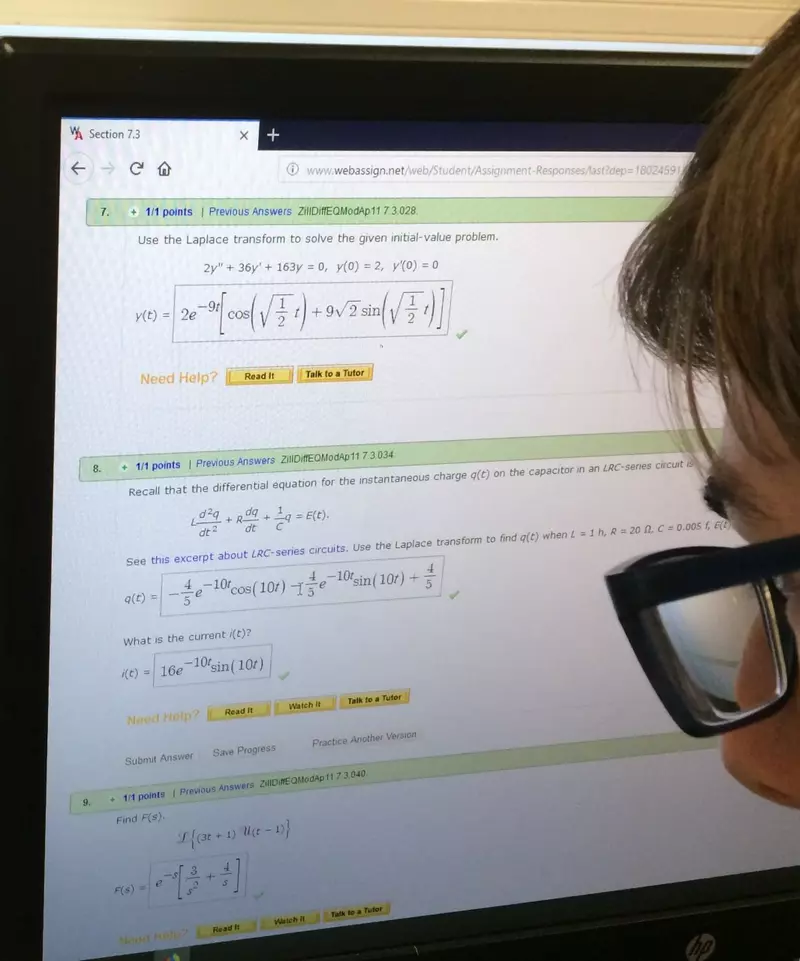 WA Section 7.3
www.webassign.net/web/Student/Assignment-Responses/last?dep=18024591
7. 1/1 points | Previous Answers ZillDiffEQModAp11 7.3.028.
Use the Laplace transform to solve the given initial-value problem.
2y" + 36y' + 163y = 0, y(0) = 2, y'(0) = 0
y(t) = 2e^{-9t}[cos(√(1/2) t) + 9√2 sin(√(1/2) t)]
Need Help? Read It Talk to a Tutor
8. 1/1 points | Previous Answers ZillDiffEQModAp11 7.3.034.
Recall that the differential equation for the instantaneous charge q(t) on the capacitor in an LRC-series circuit is
L d²q/dt² + R dq/dt + 1/C q = E(t).
See this excerpt about LRC-series circuits. Use the Laplace transform to find q(t) when L = 1 h, R = 20 Ω, C = 0.005 f, E(t)
q(t) = -4/5 e^{-10t} cos(10t) - 4/5 e^{-10t} sin(10t) + 4/5
What is the current i(t)?
i(t) = 16e^{-10t} sin(10t)
Need Help? Read It Watch It Talk to a Tutor
Submit Answer Save Progress Practice Another Version
9. 1/1 points | Previous Answers ZillDiffEQModAp11 7.3.040.
Find F(s).
ℒ{(3t + 1) 𝒰(t - 1)}
F(s) = e^{-s}[3/s² + 4/s]
Need Help? Read It Watch It Talk to a Tutor
hp